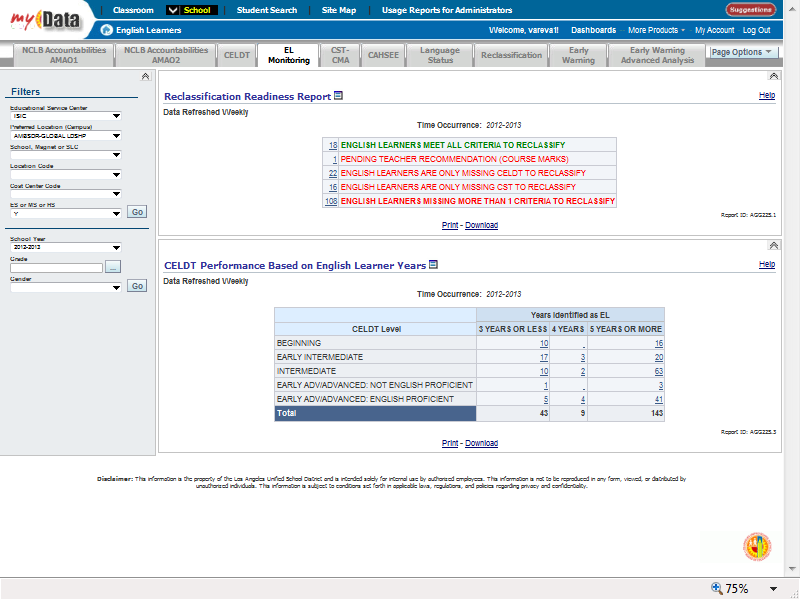 my Data
Classroom School Student Search Site Map Usage Reports for Administrators
Suggestions
English Learners
Welcome, vareva1! Dashboards More Products My Account Log Out
NCLB Accountabilities AMAO1
NCLB Accountabilities AMAO2
CELDT
EL Monitoring
CST-CMA
CAHSEE
Language Status
Reclassification
Early Warning
Early Warning Advanced Analysis
Page Options
Filters
Educational Service Center
ISIC
Preferred Location (Campus)
School, Magnet or SLC
Location Code
Cost Center Code
ES or MS or HS
Y
Go
School Year
2012-2013
Grade
...
Gender
Go
Reclassification Readiness Report
Help
Data Refreshed Weekly
Time Occurrence: 2012-2013
18 ENGLISH LEARNERS MEET ALL CRITERIA TO RECLASSIFY
1 PENDING TEACHER RECOMMENDATION (COURSE MARKS)
22 ENGLISH LEARNERS ARE ONLY MISSING CELDT TO RECLASSIFY
16 ENGLISH LEARNERS ARE ONLY MISSING CST TO RECLASSIFY
108 ENGLISH LEARNERS MISSING MORE THAN 1 CRITERIA TO RECLASSIFY
Report ID: AGG225.1
Print - Download
CELDT Performance Based on English Learner Years
Help
Data Refreshed Weekly
Time Occurrence: 2012-2013
Years Identified as EL
CELDT Level 3 YEARS OR LESS 4 YEARS 5 YEARS OR MORE
BEGINNING 10 - 16
EARLY INTERMEDIATE 17 3 20
INTERMEDIATE 10 2 63
EARLY ADV/ADVANCED: NOT ENGLISH PROFICIENT 1 - 3
EARLY ADV/ADVANCED: ENGLISH PROFICIENT 5 4 41
Total 43 9 143
Report ID: AGG225.3
Print - Download
Disclaimer: This information is the property of the Los Angeles Unified School District and is intended solely for internal use by authorized employees. This information is not to be reproduced in any form, viewed, or distributed by
unauthorized individuals. This information is subject to conditions set forth in applicable laws, regulations, and policies regarding privacy and confidentiality.
75%